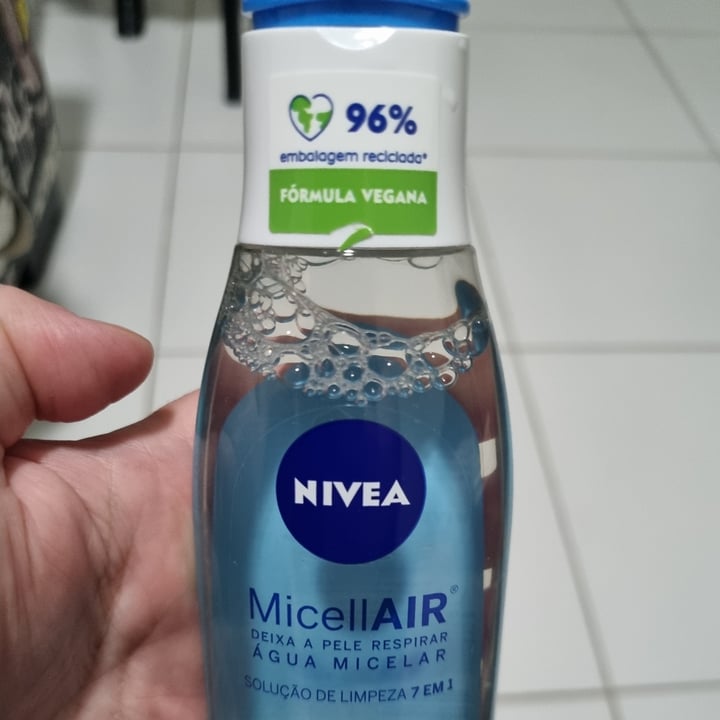 96%
embalagem reciclada*
FÓRMULA VEGANA
NIVEA
MicellAIR®
DEIXA A PELE RESPIRAR
ÁGUA MICELAR
SOLUÇÃO DE LIMPEZA 7 EM 1